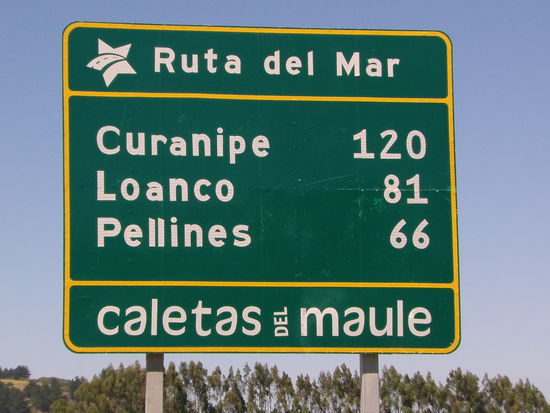 Ruta del Mar
Curanipe 120
Loanco 81
Pellines 66
caletas DEL maule